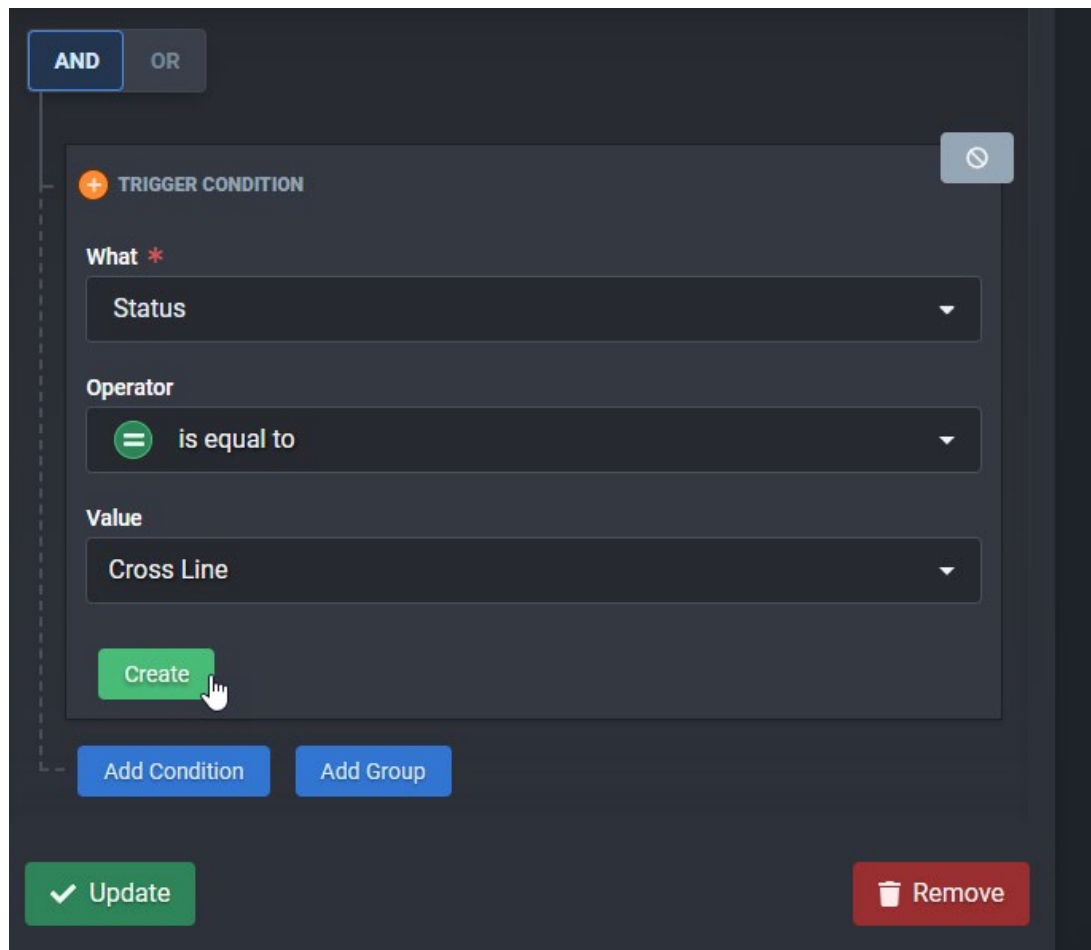 AND OR
TRIGGER CONDITION
What *
Status
Operator
is equal to
Value
Cross Line
Create
Add Condition Add Group
Update Remove